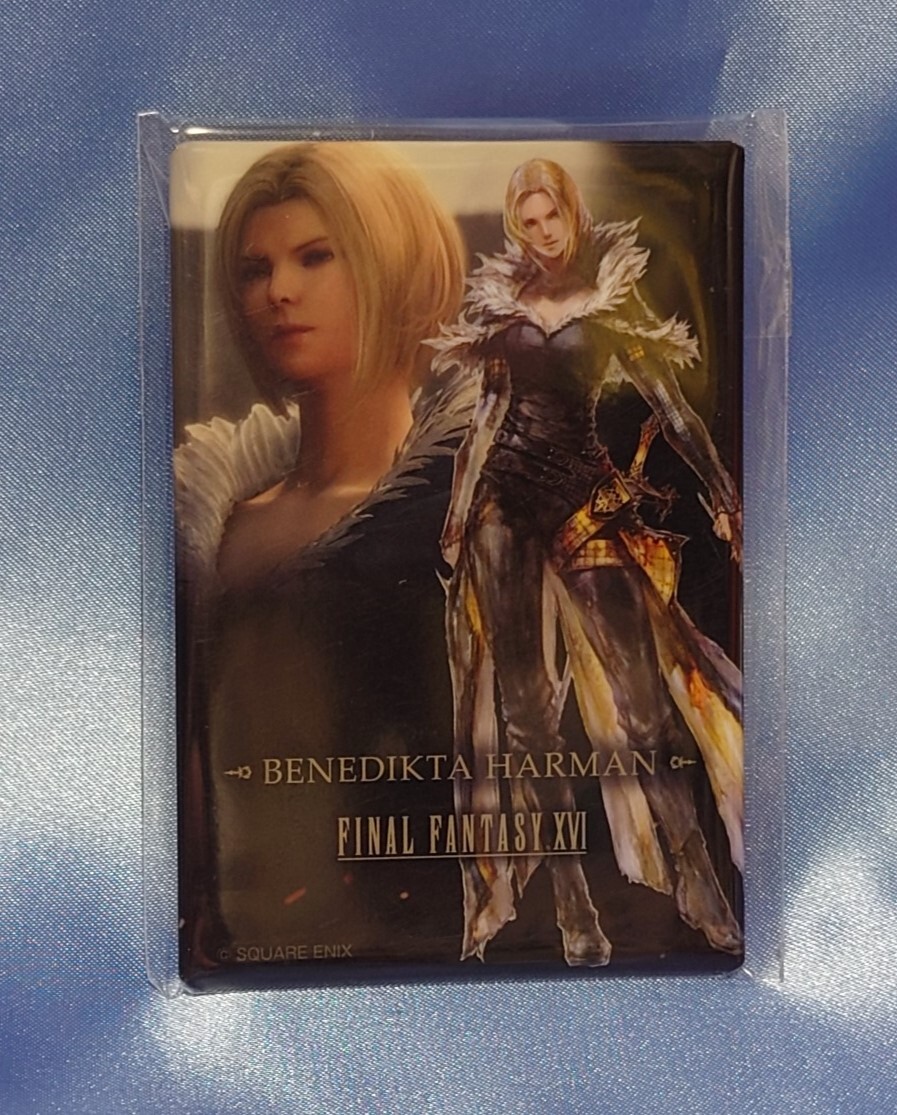 BENEDIKTA HARMAN
FINAL FANTASY XVI
© SQUARE ENIX